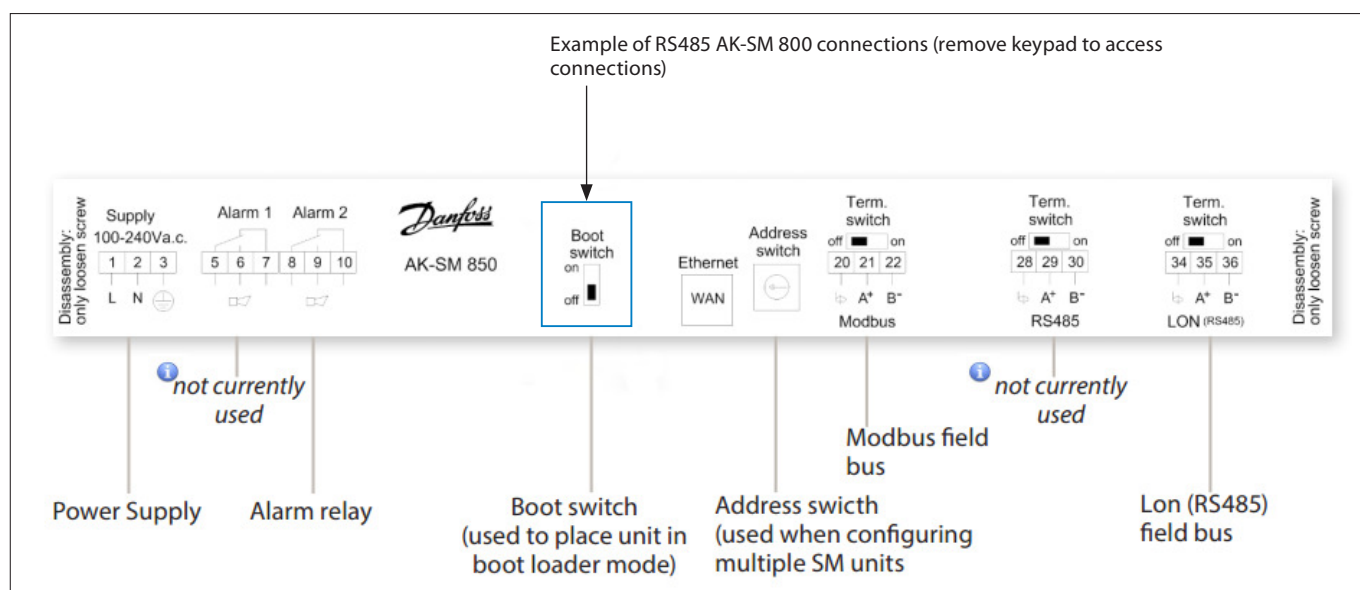 Example of RS485 AK-SM 800 connections (remove keypad to access
connections)
Disassembly:
only loosen screw
Supply
100-240Va.c.
1 2 3
L N
Alarm 1 Alarm 2
5 6 7 8 9 10
Danfoss
AK-SM 850
Boot
switch
on
off
Ethernet
WAN
Address
switch
Term.
switch
off on
20 21 22
A+ B-
Modbus
Term.
switch
off on
28 29 30
A+ B-
RS485
Term.
switch
off on
34 35 36
A+ B-
LON (RS485)
Disassembly:
only loosen screw
i not currently
used
i not currently
used
Modbus field
bus
Power Supply
Alarm relay
Boot switch
(used to place unit in
boot loader mode)
Address swicth
(used when configuring
multiple SM units
Lon (RS485)
field bus